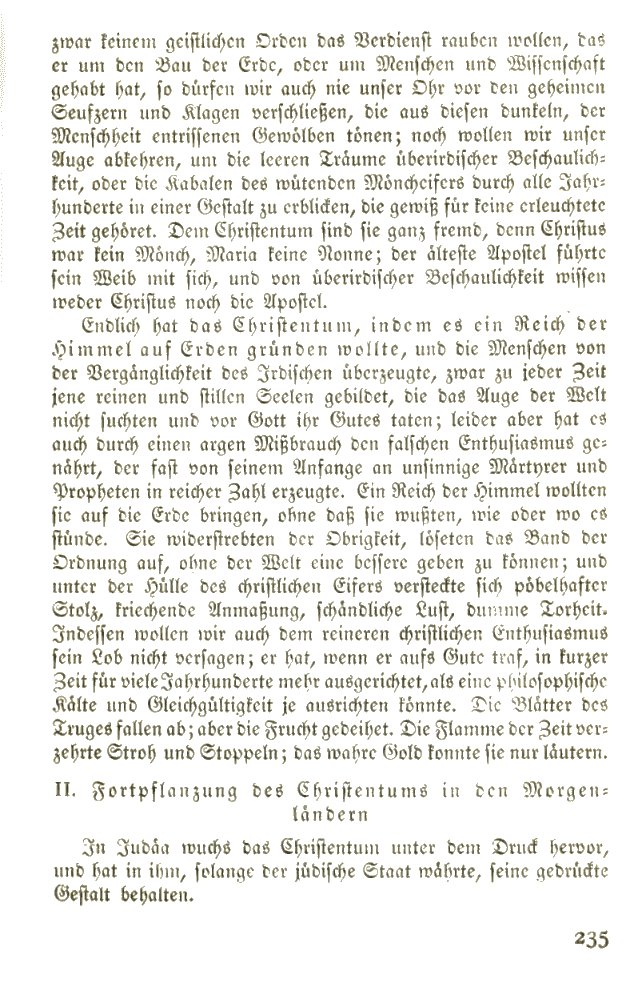 zwar keinem geistlichen Orden das Verdienst rauben wollen, das
er um den Bau der Erde, oder um Menschen und Wissenschaft
gehabt hat, so dürfen wir auch nie unser Ohr vor den geheimen
Seufzern und Klagen verschließen, die aus diesen dunkeln, der
Menschheit entrissenen Gewölben tönen; noch wollen wir unser
Auge abkehren, um die leeren Träume überirdischer Beschaulich-
keit, oder die Kabalen des wütenden Möncheifers durch alle Jahr-
hunderte in einer Gestalt zu erblicken, die gewiß für keine erleuchtete
Zeit gehöret. Dem Christentum sind sie ganz fremd, denn Christus
war kein Mönch, Maria keine Nonne; der älteste Apostel führte
sein Weib mit sich, und von überirdischer Beschaulichkeit wissen
weder Christus noch die Apostel.
Endlich hat das Christentum, indem es ein Reich der
Himmel auf Erden gründen wollte, und die Menschen von
der Vergänglichkeit des Irdischen überzeugte, zwar zu jeder Zeit
jene reinen und stillen Seelen gebildet, die das Auge der Welt
nicht suchten und vor Gott ihr Gutes taten; leider aber hat es
auch durch einen argen Mißbrauch den falschen Enthusiasmus ge-
nährt, der fast von seinem Anfange an unsinnige Märtyrer und
Propheten in reicher Zahl erzeugte. Ein Reich der Himmel wollten
sie auf die Erde bringen, ohne daß sie wußten, wie oder wo es
stünde. Sie widerstrebten der Obrigkeit, löseten das Band der
Ordnung auf, ohne der Welt eine bessere geben zu können; und
unter der Hülle des christlichen Eifers versteckte sich pöbelhafter
Stolz, kriechende Anmaßung, schändliche Lust, dumme Torheit.
Indessen wollen wir auch dem reineren christlichen Enthusiasmus
sein Lob nicht versagen; er hat, wenn er aufs Gute traf, in kurzer
Zeit für viele Jahrhunderte mehr ausgerichtet, als eine philosophische
Kälte und Gleichgültigkeit je ausrichten könnte. Die Blätter des
Truges fallen ab; aber die Frucht gedeihet. Die Flamme der Zeit ver-
zehrte Stroh und Stoppeln; das wahre Gold konnte sie nur läutern.
II. Fortpflanzung des Christentums in den Morgen-
ländern
In Judäa wuchs das Christentum unter dem Druck hervor,
und hat in ihm, solange der jüdische Staat währte, seine gedrückte
Gestalt behalten.
235